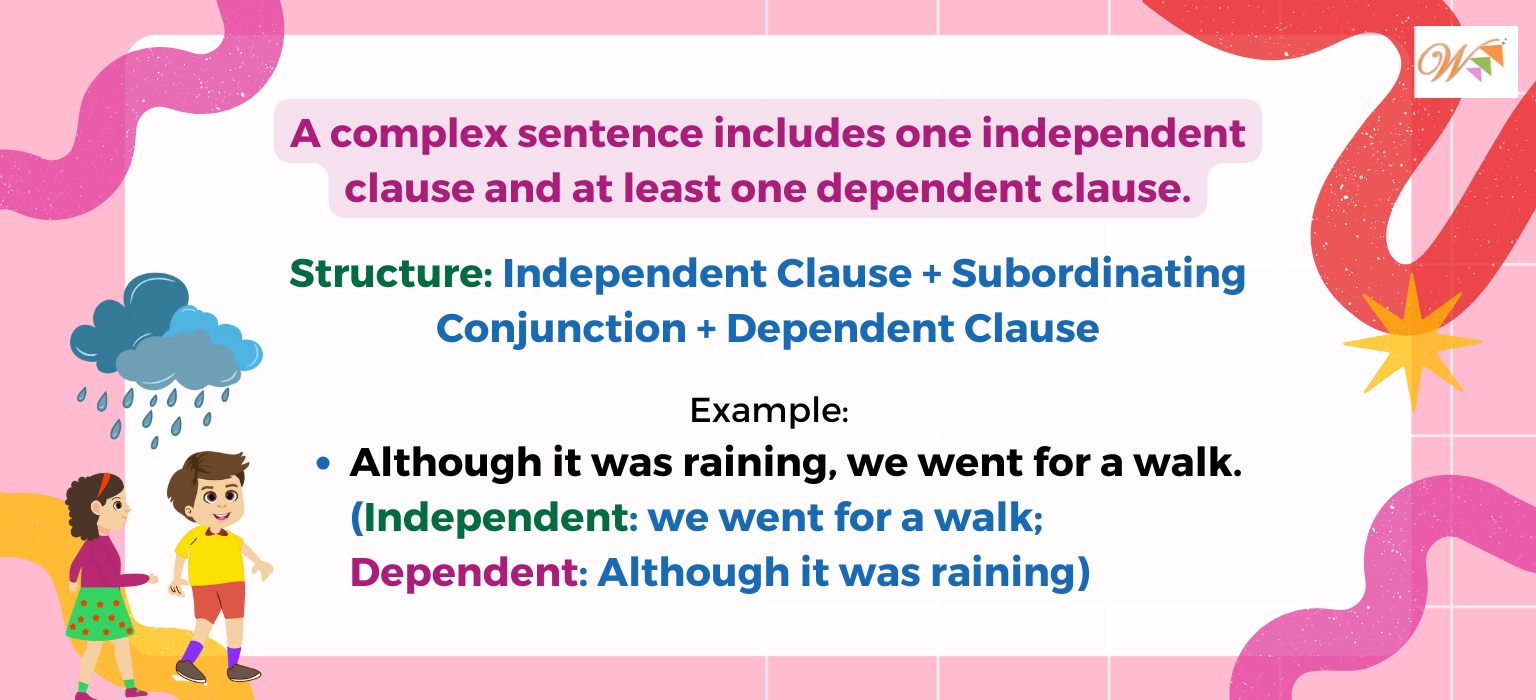 W
A complex sentence includes one independent
clause and at least one dependent clause.
Structure: Independent Clause + Subordinating
Conjunction + Dependent Clause
Example:
• Although it was raining, we went for a walk.
(Independent: we went for a walk;
Dependent: Although it was raining)